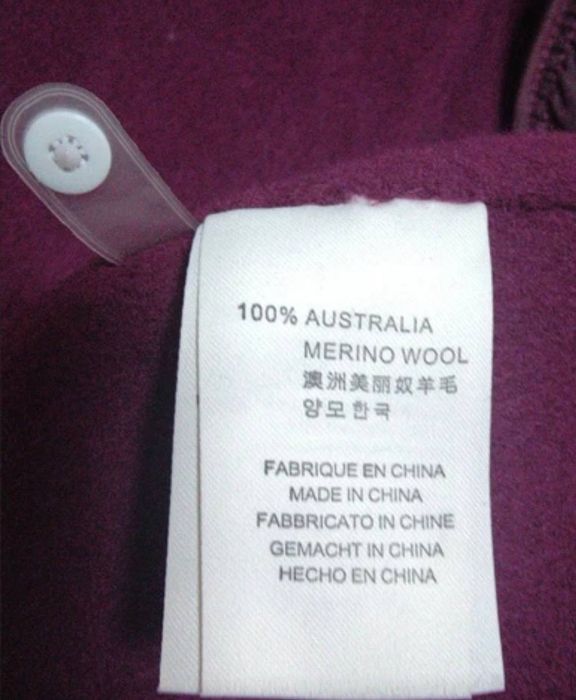 100% AUSTRALIA
MERINO WOOL
澳洲美丽奴羊毛
양모한국
FABRIQUE EN CHINA
MADE IN CHINA
FABBRICATO IN CHINE
GEMACHT IN CHINA
HECHO EN CHINA